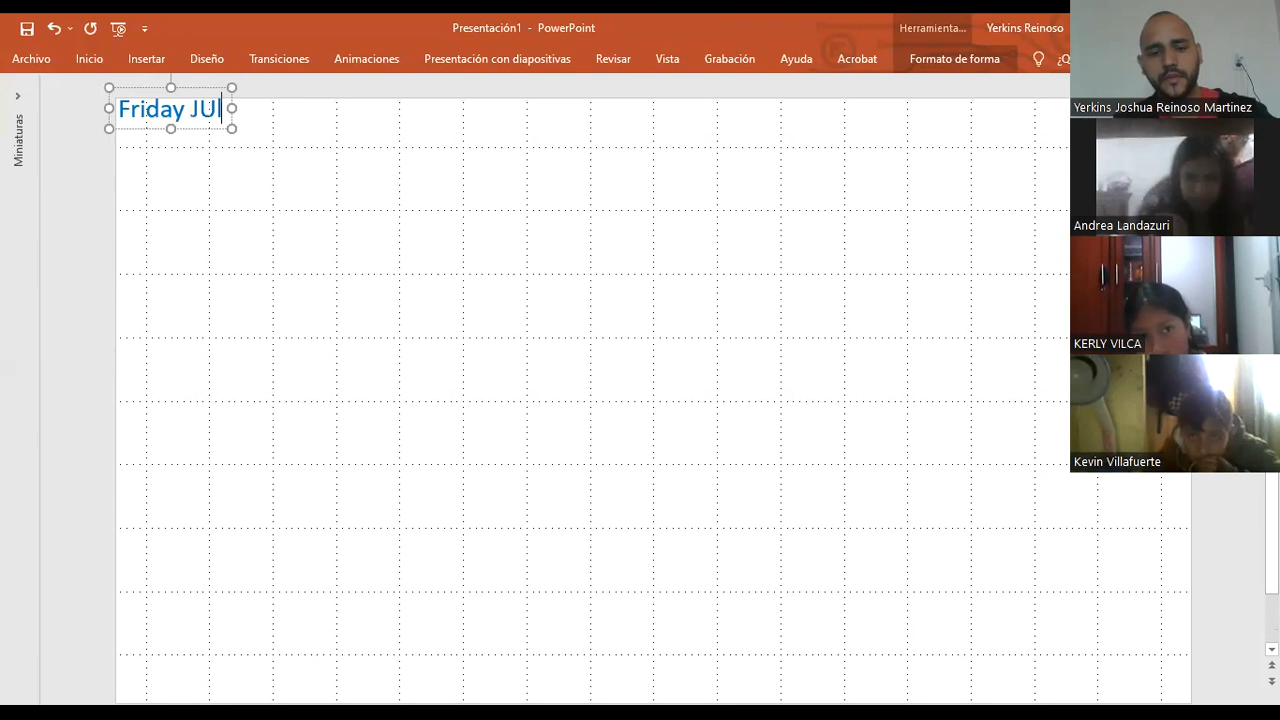 Presentación1 - PowerPoint
Herramienta...
Yerkins Reinoso
Archivo
Inicio
Insertar
Diseño
Transiciones
Animaciones
Presentación con diapositivas
Revisar
Vista
Grabación
Ayuda
Acrobat
Formato de forma
¿Q
Miniaturas
Friday JUl
Yerkins Joshua Reinoso Martinez
Andrea Landazuri
KERLY VILCA
Kevin Villafuerte